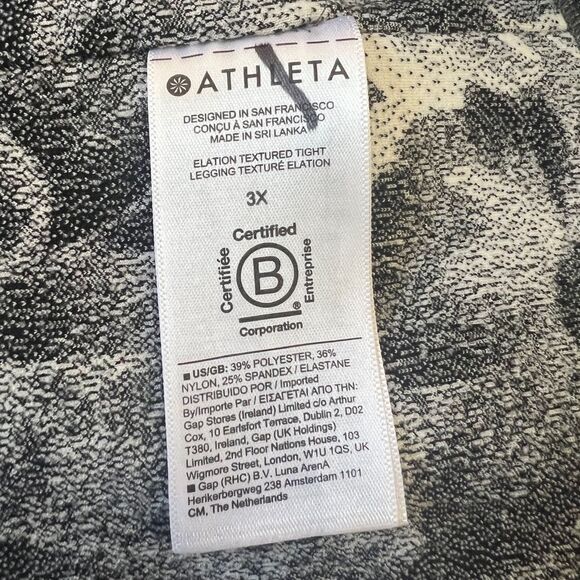 ATHLETA
DESIGNED IN SAN FRANCISCO
CONÇU À SAN FRANCISCO
MADE IN SRI LANKA
ELATION TEXTURED TIGHT
LEGGING TEXTURÉ ELATION
3X
Certified
Certifiée
B
Entreprise
®
Corporation
■ US/GB: 39% POLYESTER, 36%
NYLON, 25% SPANDEX / ELASTANE
DISTRIBUIDO POR / Imported
By/Importe Par / ΕΙΣΑΓΕΤΑΙ ΑΠΟ ΤΗΝ:
Gap Stores (Ireland) Limited c/o Arthur
Cox, 10 Earlsfort Terrace, Dublin 2, D02
T380, Ireland, Gap (UK Holdings)
Limited, 2nd Floor Nations House, 103
Wigmore Street, London, W1U 1QS, UK
■ Gap (RHC) B.V. Luna ArenA
Herikerbergweg 238 Amsterdam 1101
CM, The Netherlands